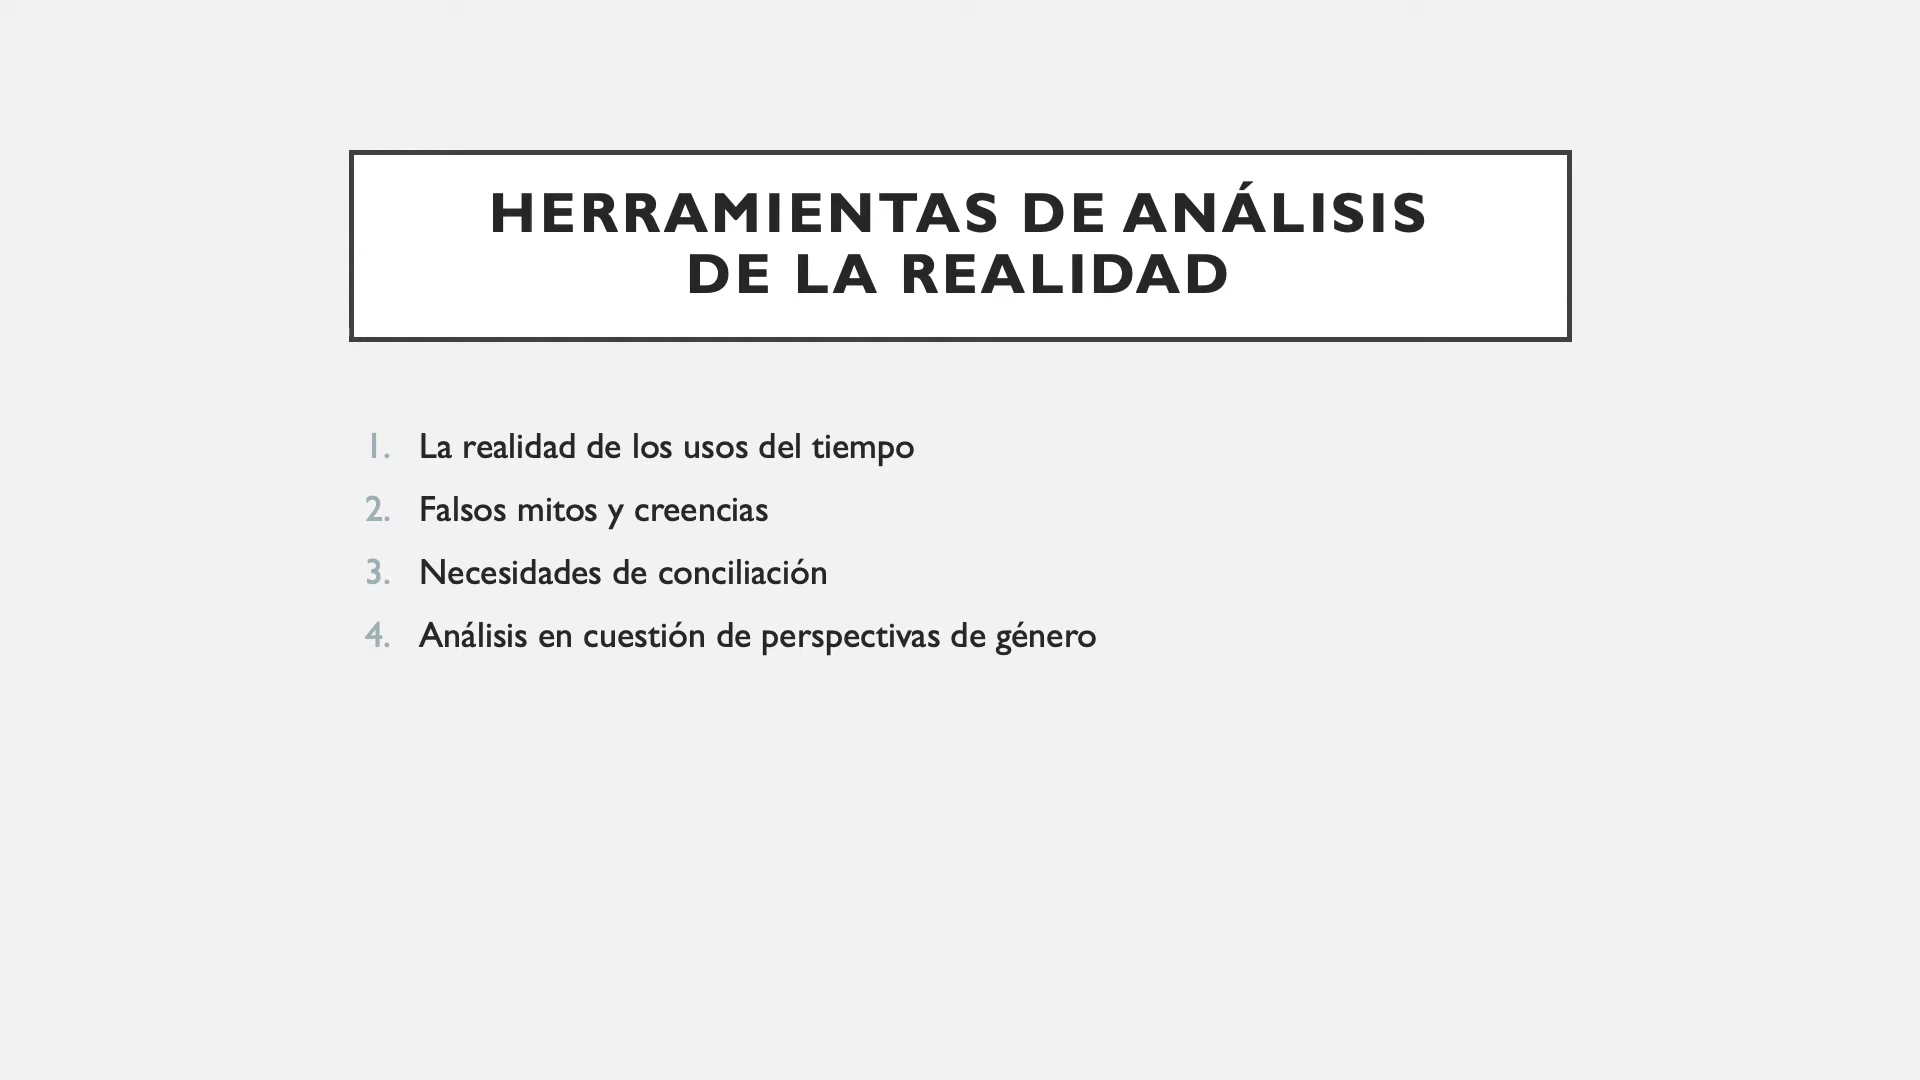 HERRAMIENTAS DE ANÁLISIS
DE LA REALIDAD
1. La realidad de los usos del tiempo
2. Falsos mitos y creencias
3. Necesidades de conciliación
4. Análisis en cuestión de perspectivas de género